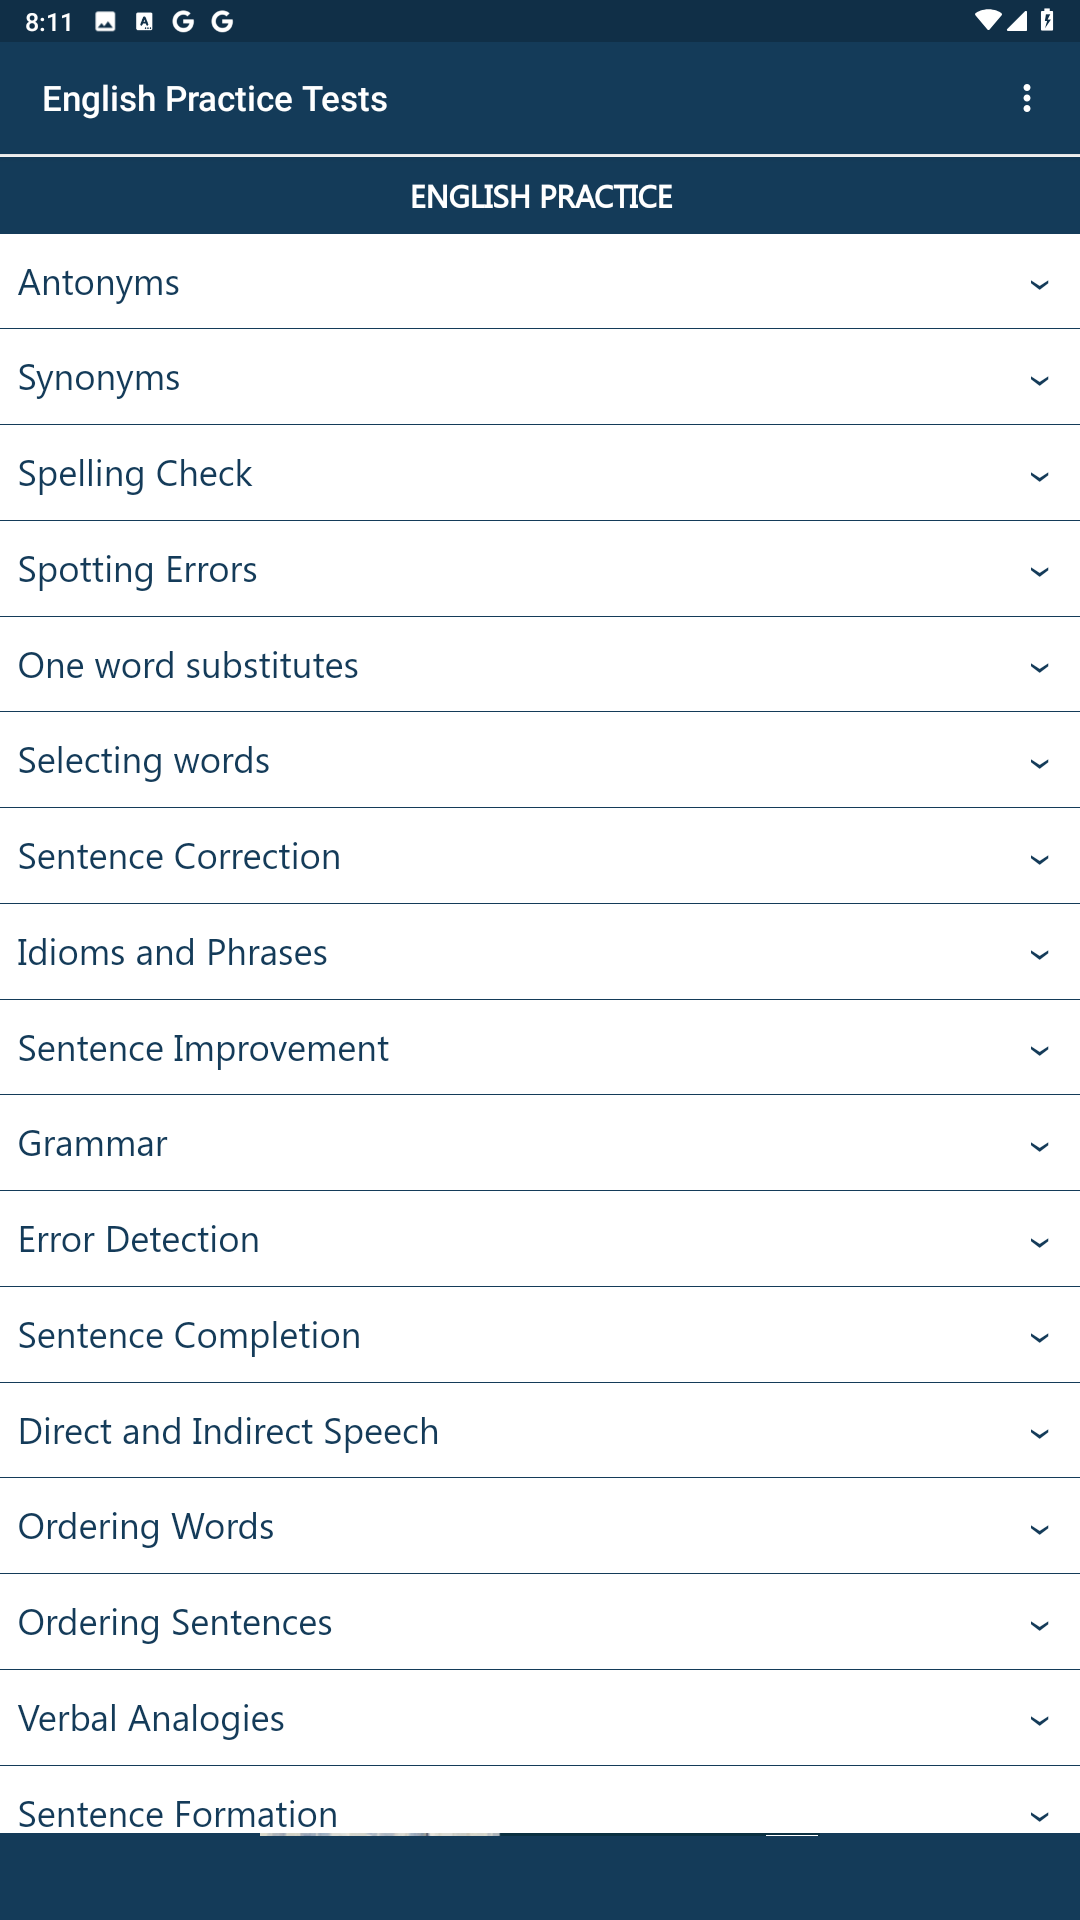 8:11
English Practice Tests
ENGLISH PRACTICE
Antonyms
Synonyms
Spelling Check
Spotting Errors
One word substitutes
Selecting words
Sentence Correction
Idioms and Phrases
Sentence Improvement
Grammar
Error Detection
Sentence Completion
Direct and Indirect Speech
Ordering Words
Ordering Sentences
Verbal Analogies
Sentence Formation